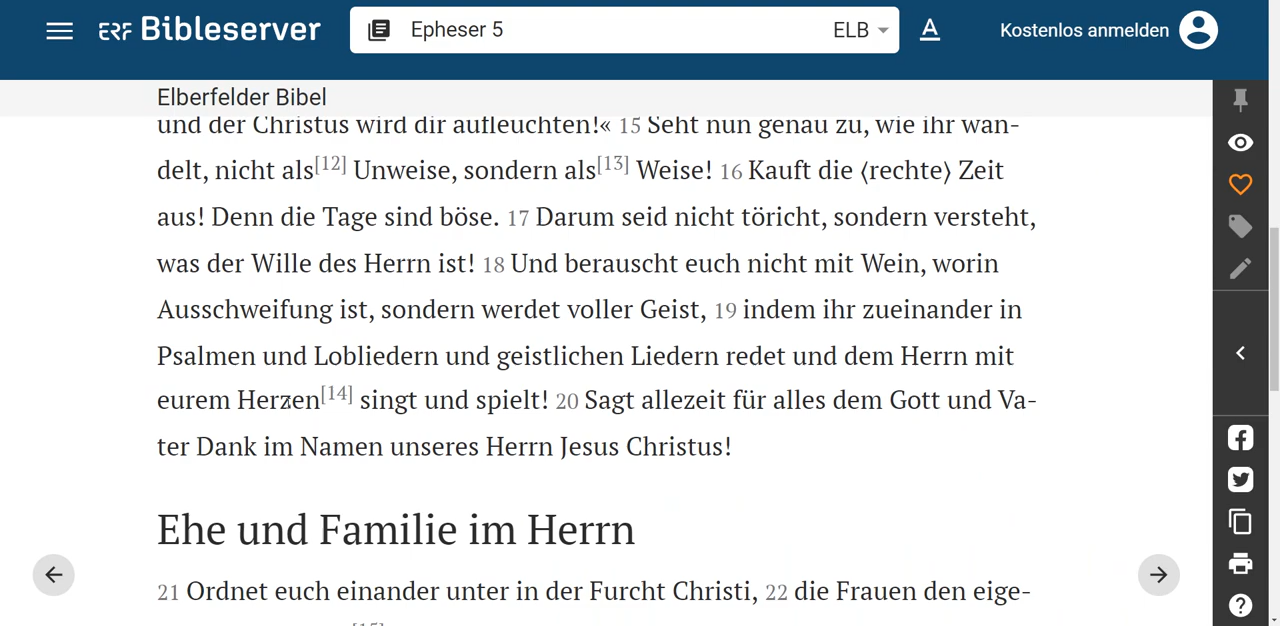 ERF Bibleserver
Epheser 5
ELB
A
Kostenlos anmelden
Elberfelder Bibel
und der Christus wird dir aufleuchten!« 15 Seht nun genau zu, wie ihr wan-
delt, nicht als[12] Unweise, sondern als[13] Weise! 16 Kauft die ⟨rechte⟩ Zeit
aus! Denn die Tage sind böse. 17 Darum seid nicht töricht, sondern versteht,
was der Wille des Herrn ist! 18 Und berauscht euch nicht mit Wein, worin
Ausschweifung ist, sondern werdet voller Geist, 19 indem ihr zueinander in
Psalmen und Lobliedern und geistlichen Liedern redet und dem Herrn mit
eurem Herzen[14] singt und spielt! 20 Sagt allezeit für alles dem Gott und Va-
ter Dank im Namen unseres Herrn Jesus Christus!
Ehe und Familie im Herrn
21 Ordnet euch einander unter in der Furcht Christi, 22 die Frauen den eige-
[15]